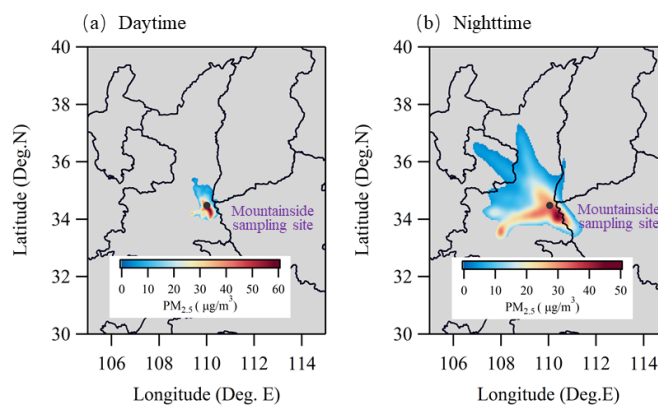 (a) Daytime
40
38
36
34
32
30
Latitude (Deg.N)
Mountainside
sampling site
0 10 20 30 40 50 60
PM2.5 ( μg/m3)
106 108 110 112 114
Longitude (Deg. E)
(b) Nighttime
40
38
36
34
32
30
Latitude (Deg.N)
Mountainside
sampling site
0 10 20 30 40 50
PM2.5 ( μg/m3)
106 108 110 112 114
Longitude (Deg.E)